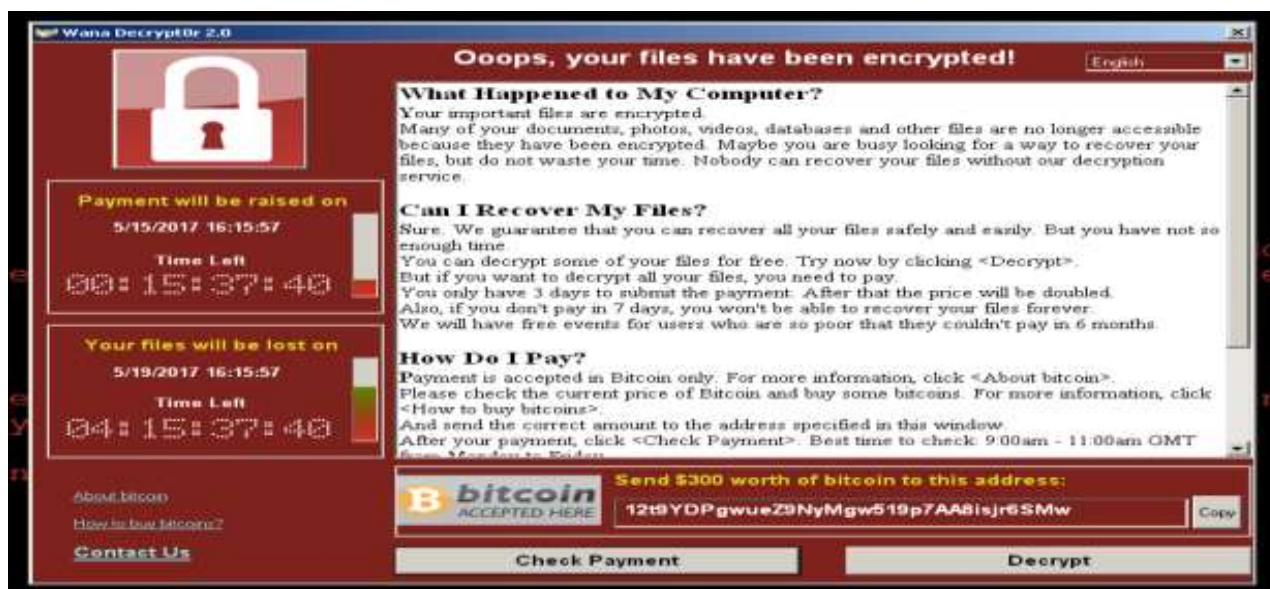 Wana Decrypt0r 2.0
Ooops, your files have been encrypted!
English
Payment will be raised on
5/15/2017 16:15:57
Time Left
00:15:37:40
Your files will be lost on
5/19/2017 16:15:57
Time Left
04:15:37:40
About bitcoin
How to buy bitcoins?
Contact Us
What Happened to My Computer?
Your important files are encrypted.
Many of your documents, photos, videos, databases and other files are no longer accessible
because they have been encrypted. Maybe you are busy looking for a way to recover your
files, but do not waste your time. Nobody can recover your files without our decryption
service.
Can I Recover My Files?
Sure. We guarantee that you can recover all your files safely and easily. But you have not so
enough time.
You can decrypt some of your files for free. Try now by clicking <Decrypt>.
But if you want to decrypt all your files, you need to pay.
You only have 3 days to submit the payment. After that the price will be doubled.
Also, if you don't pay in 7 days, you won't be able to recover your files forever.
We will have free events for users who are so poor that they couldn't pay in 6 months.
How Do I Pay?
Payment is accepted in Bitcoin only. For more information, click <About bitcoin>.
Please check the current price of Bitcoin and buy some bitcoins. For more information, click
<How to buy bitcoins>.
And send the correct amount to the address specified in this window.
After your payment, click <Check Payment>. Best time to check: 9:00am - 11:00am GMT
from Monday to Friday.
bitcoin
ACCEPTED HERE
Send $300 worth of bitcoin to this address:
12t9YDPgwueZ9NyMgw519p7AA8isjr6SMw
Copy
Check Payment
Decrypt